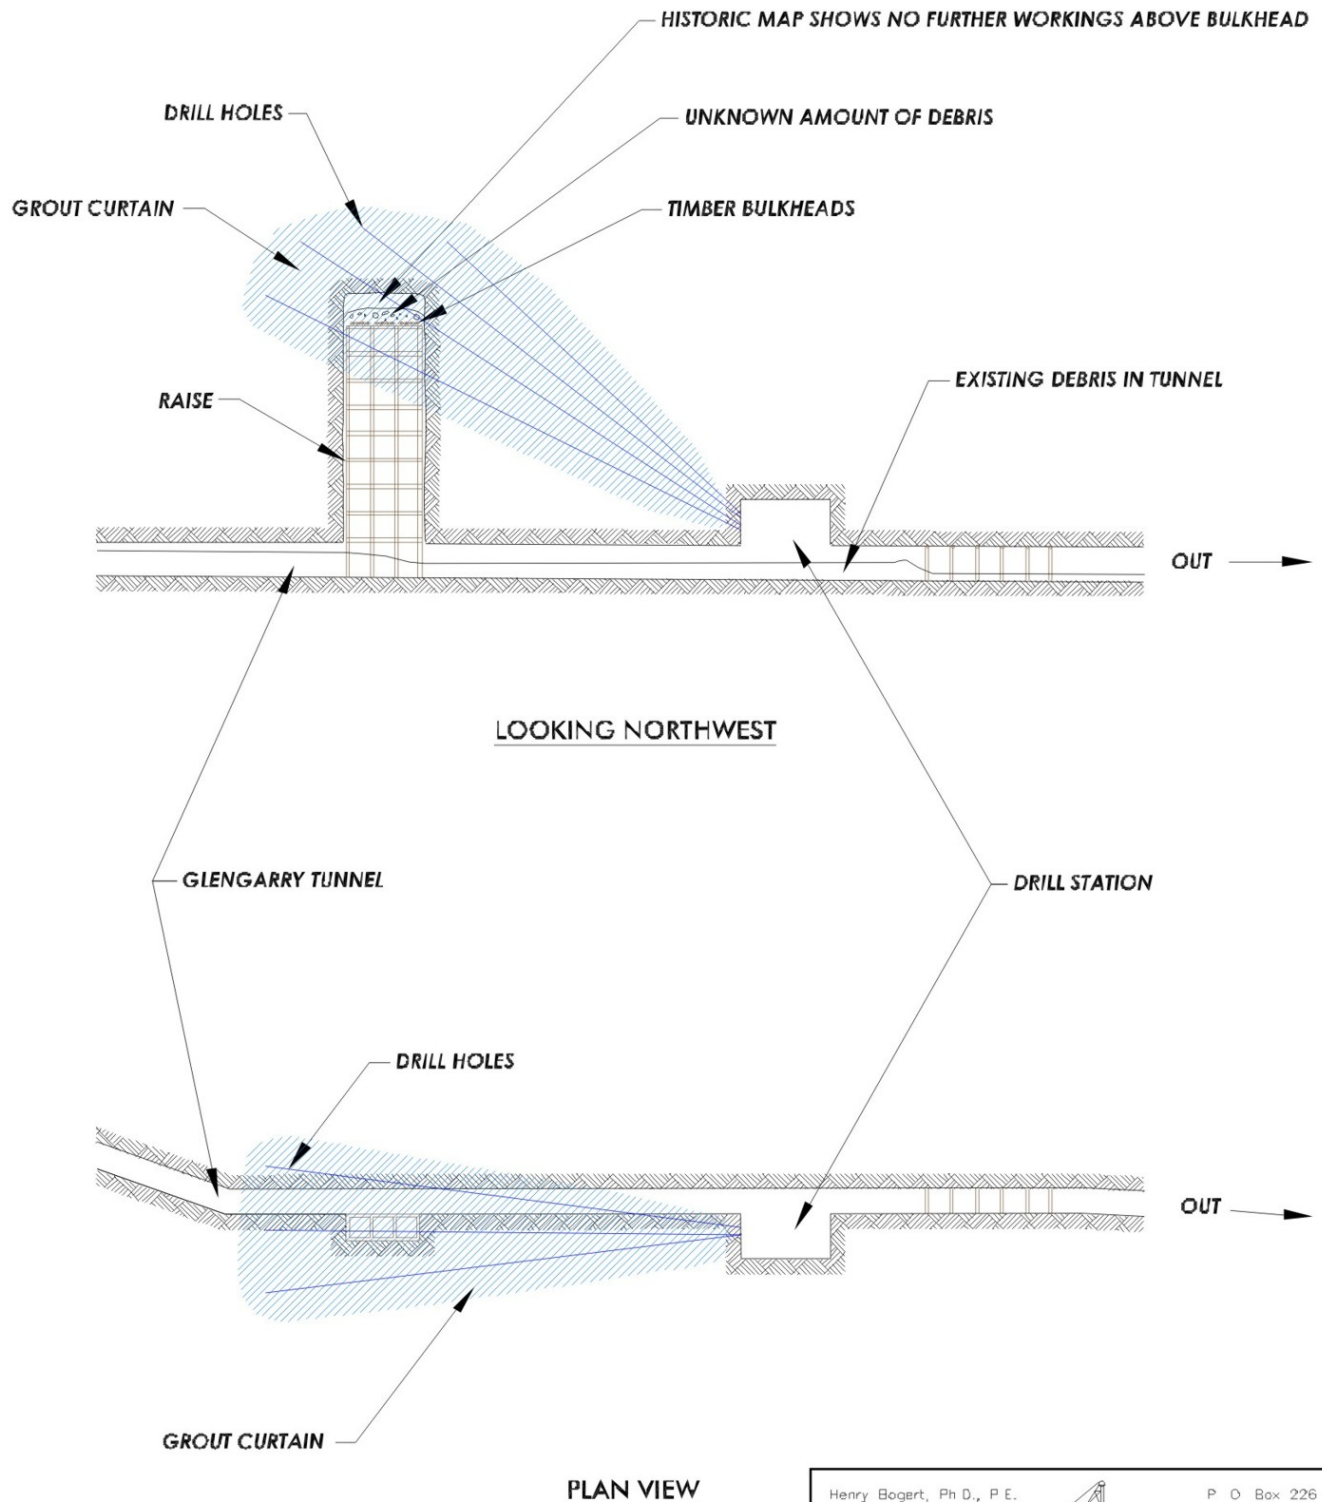 HISTORIC MAP SHOWS NO FURTHER WORKINGS ABOVE BULKHEAD
DRILL HOLES
UNKNOWN AMOUNT OF DEBRIS
GROUT CURTAIN
TIMBER BULKHEADS
EXISTING DEBRIS IN TUNNEL
RAISE
OUT
LOOKING NORTHWEST
GLENGARRY TUNNEL
DRILL STATION
DRILL HOLES
OUT
GROUT CURTAIN
PLAN VIEW
Henry Bogert, Ph D., P E.
P O Box 226